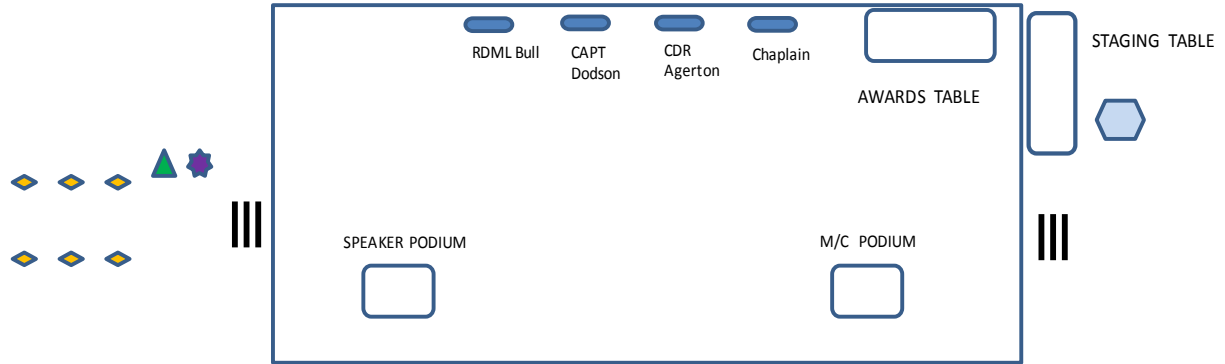 RDML Bull
CAPT
Dodson
CDR
Agerton
Chaplain
STAGING TABLE
AWARDS TABLE
SPEAKER PODIUM
M/C PODIUM